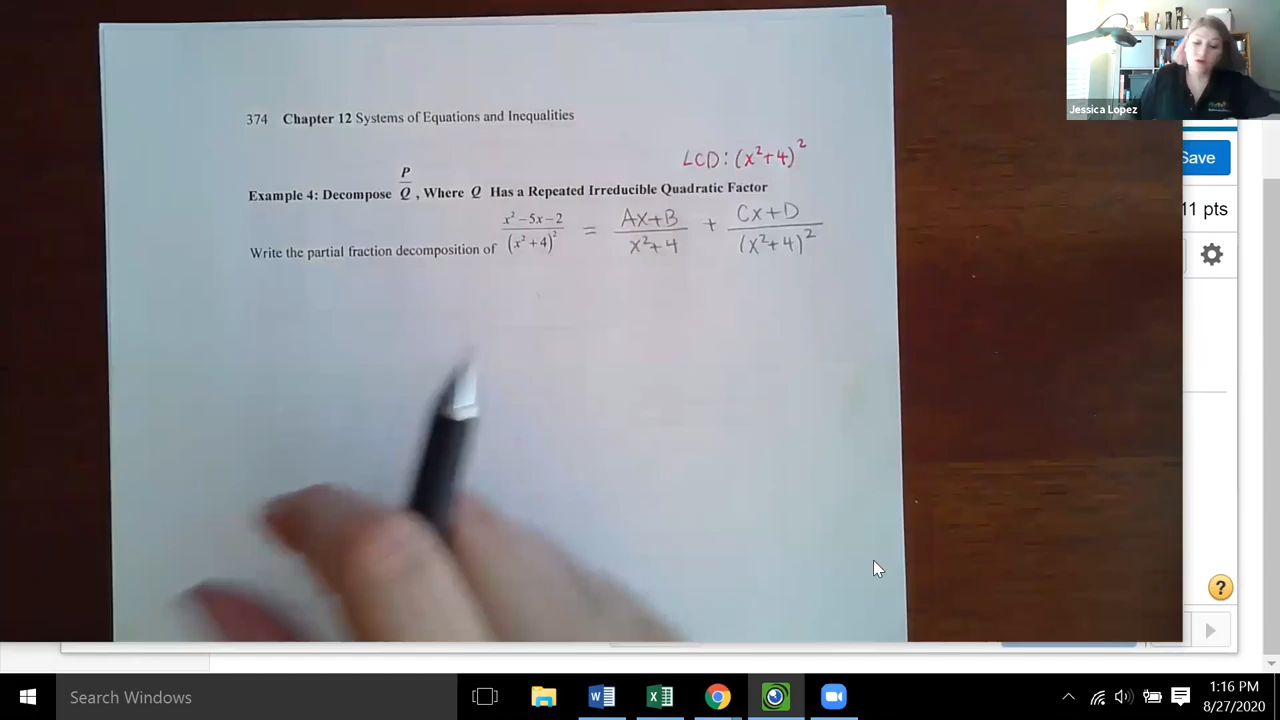 Jessica Lopez
374 Chapter 12 Systems of Equations and Inequalities
LCD: (x²+4)²
Example 4: Decompose P/Q, Where Q Has a Repeated Irreducible Quadratic Factor
Write the partial fraction decomposition of (x²−5x−2)/(x²+4)² = (Ax+B)/(x²+4) + (Cx+D)/(x²+4)²
Save
11 pts
?
Search Windows
1:16 PM
8/27/2020